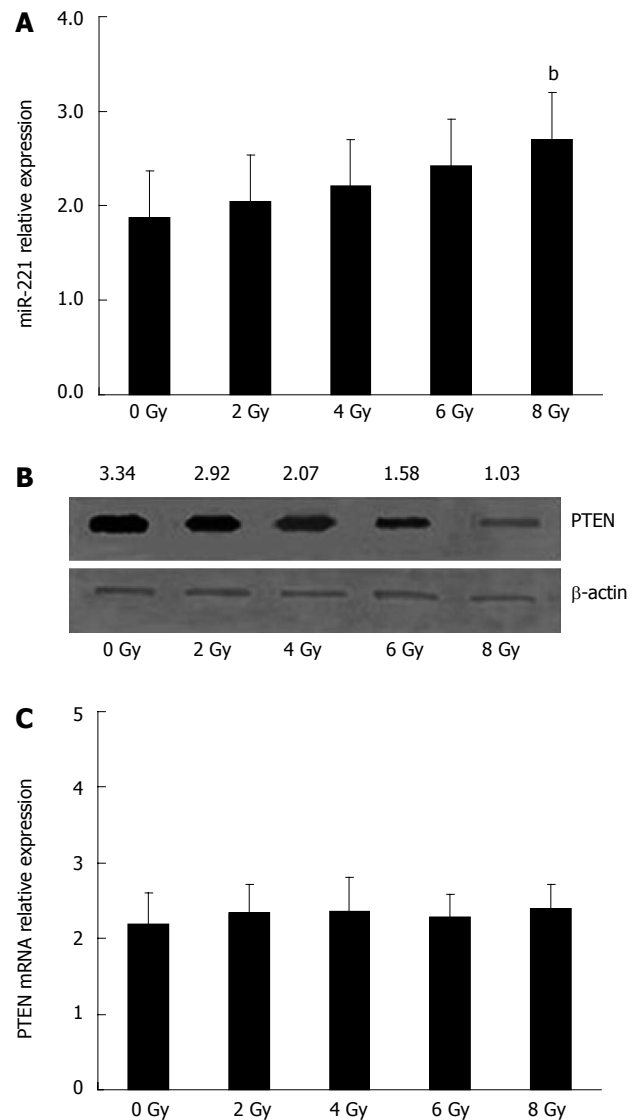 A
miR-221 relative expression
4.0
3.0
2.0
1.0
0.0
b
0 Gy 2 Gy 4 Gy 6 Gy 8 Gy
B
3.34 2.92 2.07 1.58 1.03
PTEN
β-actin
0 Gy 2 Gy 4 Gy 6 Gy 8 Gy
C
PTEN mRNA relative expression
5
4
3
2
1
0
0 Gy 2 Gy 4 Gy 6 Gy 8 Gy